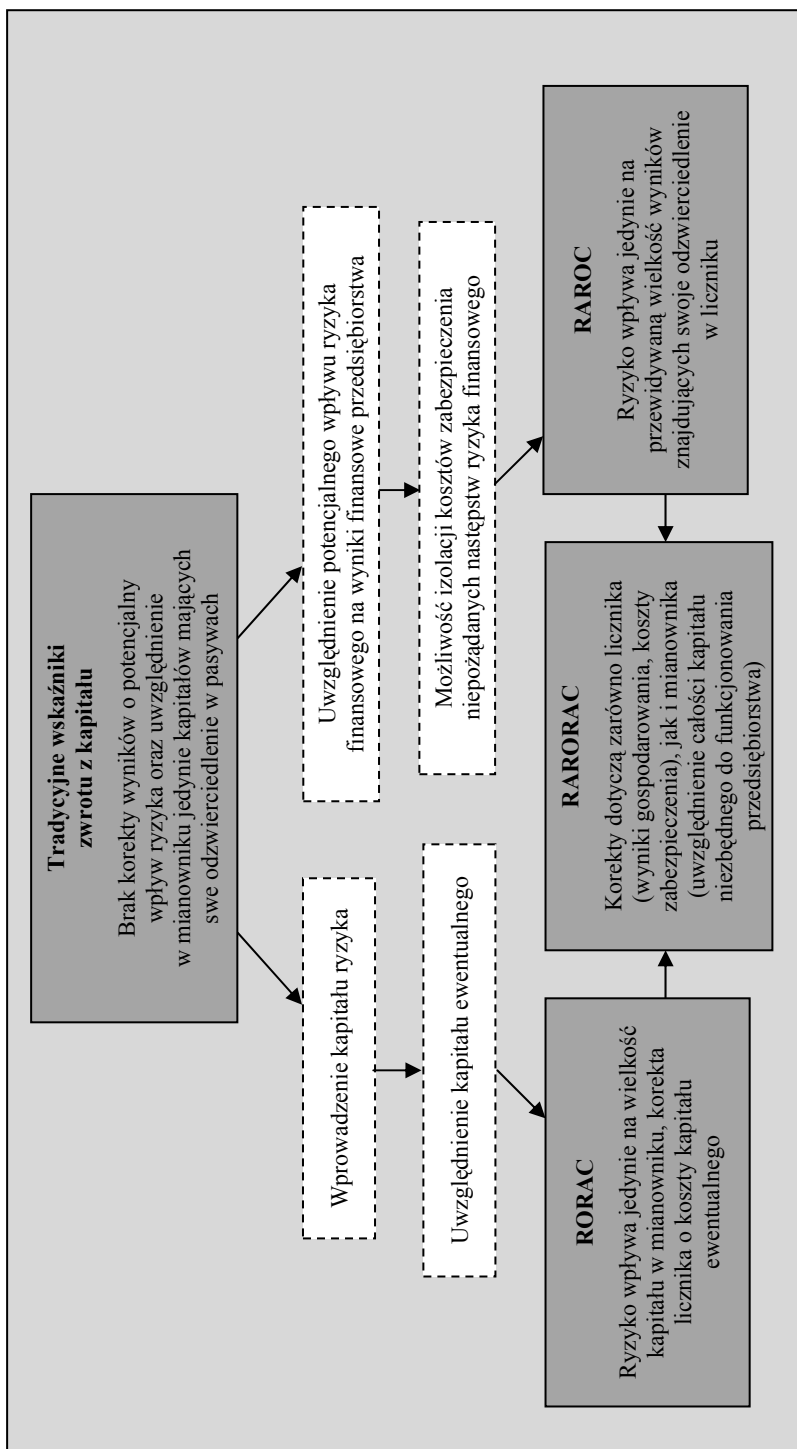 Tradycyjne wskaźniki
zwrotu z kapitału
Brak korekty wyników o potencjalny
wpływ ryzyka oraz uwzględnienie
w mianowniku jedynie kapitałów mających
swe odzwierciedlenie w pasywach
Wprowadzenie kapitału ryzyka
Uwzględnienie kapitału ewentualnego
Uwzględnienie potencjalnego wpływu ryzyka
finansowego na wyniki finansowe przedsiębiorstwa
Możliwość izolacji kosztów zabezpieczenia
niepożądanych następstw ryzyka finansowego
RORAC
Ryzyko wpływa jedynie na wielkość
kapitału w mianowniku, korekta
licznika o koszty kapitału
ewentualnego
RARORAC
Korekty dotyczą zarówno licznika
(wyniki gospodarowania, koszty
zabezpieczenia), jak i mianownika
(uwzględnienie całości kapitału
niezbędnego do funkcjonowania
przedsiębiorstwa)
RAROC
Ryzyko wpływa jedynie na
przewidywaną wielkość wyników
znajdujących swoje odzwierciedlenie
w liczniku